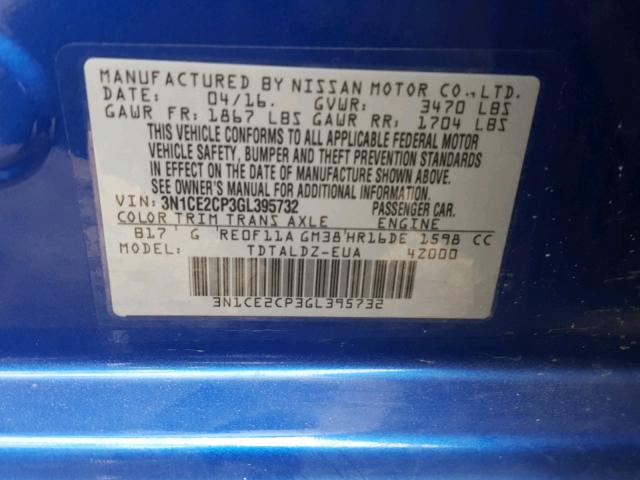 MANUFACTURED BY NISSAN MOTOR CO.,LTD.
DATE: 04/16. GVWR: 3470 LBS
GAWR FR: 1867 LBS GAWR RR: 1704 LBS
THIS VEHICLE CONFORMS TO ALL APPLICABLE FEDERAL MOTOR
VEHICLE SAFETY, BUMPER AND THEFT PREVENTION STANDARDS
IN EFFECT ON THE DATE OF MANUFACTURE SHOWN ABOVE.
SEE OWNER'S MANUAL FOR ADDITIONAL INFORMATION.
VIN: 3N1CE2CP3GL395732 PASSENGER CAR.
COLOR TRIM TRANS AXLE ENGINE
B17 G RE0F11A GM38 HR16DE 1598 CC
MODEL: TDTALDZ-EUA 4Z000
3N1CE2CP3GL395732